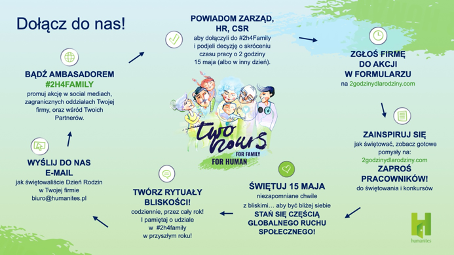 Dołącz do nas!
POWIADOM ZARZĄD,
HR, CSR
aby dołączyli do #2h4Family
i podjęli decyzję o skróceniu
czasu pracy o 2 godziny
15 maja (albo w inny dzień).
ZGŁOŚ FIRMĘ
DO AKCJI
W FORMULARZU
na 2godzinydlarodziny.com
ZAINSPIRUJ SIĘ
jak świętować, zobacz gotowe
pomysły na:
2godzinydlarodziny.com
ZAPROŚ
PRACOWNIKÓW!
do świętowania i konkursów
ŚWIĘTUJ 15 MAJA
niezapomniane chwile
z bliskimi... aby być bliżej siebie
STAŃ SIĘ CZĘŚCIĄ
GLOBALNEGO RUCHU
SPOŁECZNEGO!
TWÓRZ RYTUAŁY
BLISKOŚCI!
codziennie, przez cały rok!
I pamiętaj o udziale
w #2h4family
w przyszłym roku!
WYŚLIJ DO NAS
E-MAIL
jak świętowaliście Dzień Rodzin
w Twojej firmie
biuro@humanites.pl
BĄDŹ AMBASADOREM
#2H4FAMILY
promuj akcję w social mediach,
zagranicznych oddziałach Twojej
firmy, oraz wśród Twoich
Partnerów.
two
hours
FOR FAMILY
FOR HUMAN
humanites